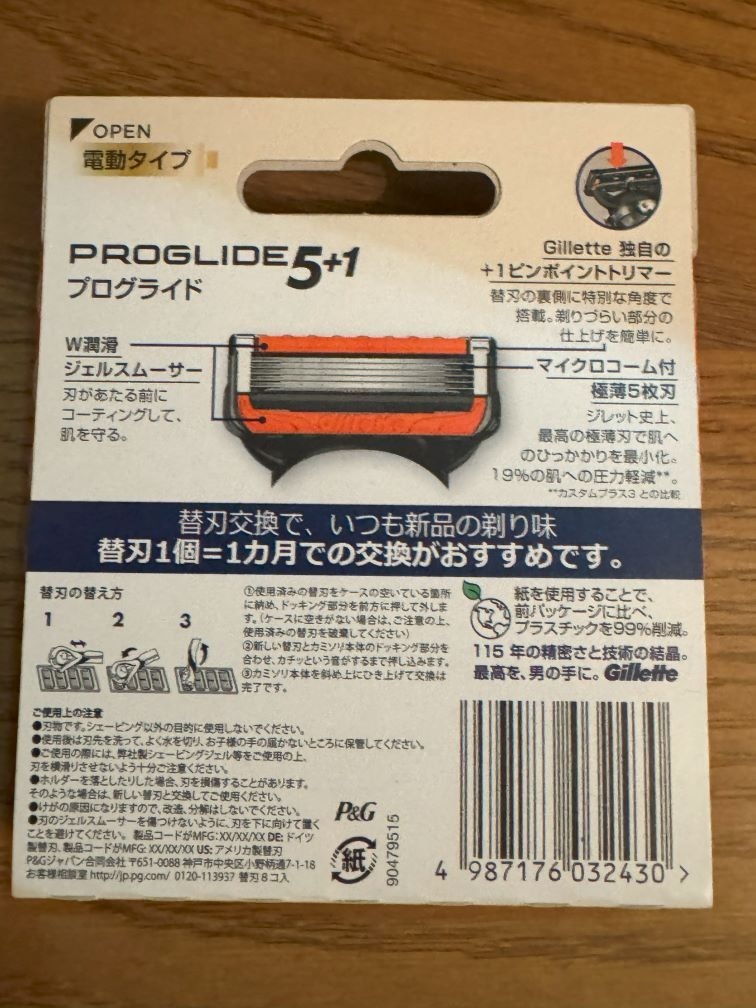 OPEN
電動タイプ
PROGLIDE5+1
プログライド
Gillette 独自の
+1ピンポイントトリマー
替刃の裏側に特別な角度で
搭載。剃りづらい部分の
仕上げを簡単に。
W潤滑
ジェルスムーサー
刃があたる前に
コーティングして、
肌を守る。
マイクロコーム付
極薄5枚刃
ジレット史上、
最高の極薄刃で肌へ
のひっかかりを最小化。
19%の肌への圧力軽減**。
**カスタムプラス3 との比較
替刃交換で、いつも新品の剃り味
替刃1個=1カ月での交換がおすすめです。
替刃の替え方
1 2 3
①使用済みの替刃をケースの空いている箇所
に納め、ドッキング部分を前方に押して外しま
す。(ケースに空きがない場合は、ご注意の上、
使用済みの替刃を破棄してください)
②新しい替刃とカミソリ本体のドッキング部分を
合わせ、カチッという音がするまで押し込みます。
③カミソリ本体を斜め上にひき上げて交換は
完了です。
紙を使用することで、
前パッケージに比べ、
プラスチックを99%削減。
115 年の精密さと技術の結晶。
最高を、男の手に。Gillette
ご使用上の注意
●刃物です。シェービング以外の目的に使用しないでください。
●使用後は刃先を洗って、よく水を切り、お子様の手の届かないところに保管してください。
●ご使用の際には、弊社製シェービングジェル等をご使用の上、
刃を横滑りさせないよう十分ご注意ください。
●ホルダーを落としたりした場合、刃を損傷することがあります。
そのような場合は、新しい替刃と交換してご使用ください。
●けがの原因になりますので、改造、分解はしないでください。
●刃のジェルスムーサーを傷つけないように、刃を下に向けて置く
ことを避けてください。製品コードがMFG:XX/XX/XX DE: ドイツ
製替刃、製品コードがMFG: XX/XX/XX US: アメリカ製替刃
P&Gジャパン合同会社 〒651-0088 神戸市中央区小野柄通7-1-18
お客様相談室 http://jp.pg.com/ 0120-113937 替刃8コ入
P&G
紙
90479515
4 987176 032430 >